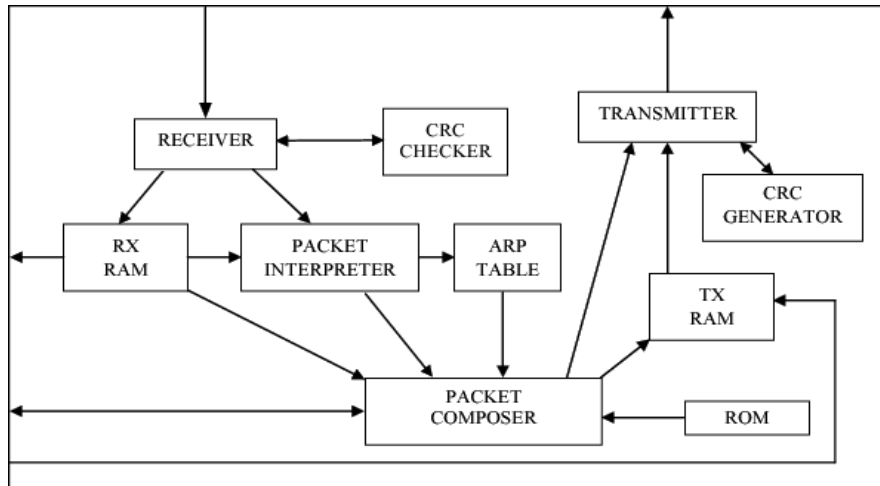 TRANSMITTER
RECEIVER
CRC
CHECKER
CRC
GENERATOR
RX
RAM
PACKET
INTERPRETER
ARP
TABLE
TX
RAM
PACKET
COMPOSER
ROM